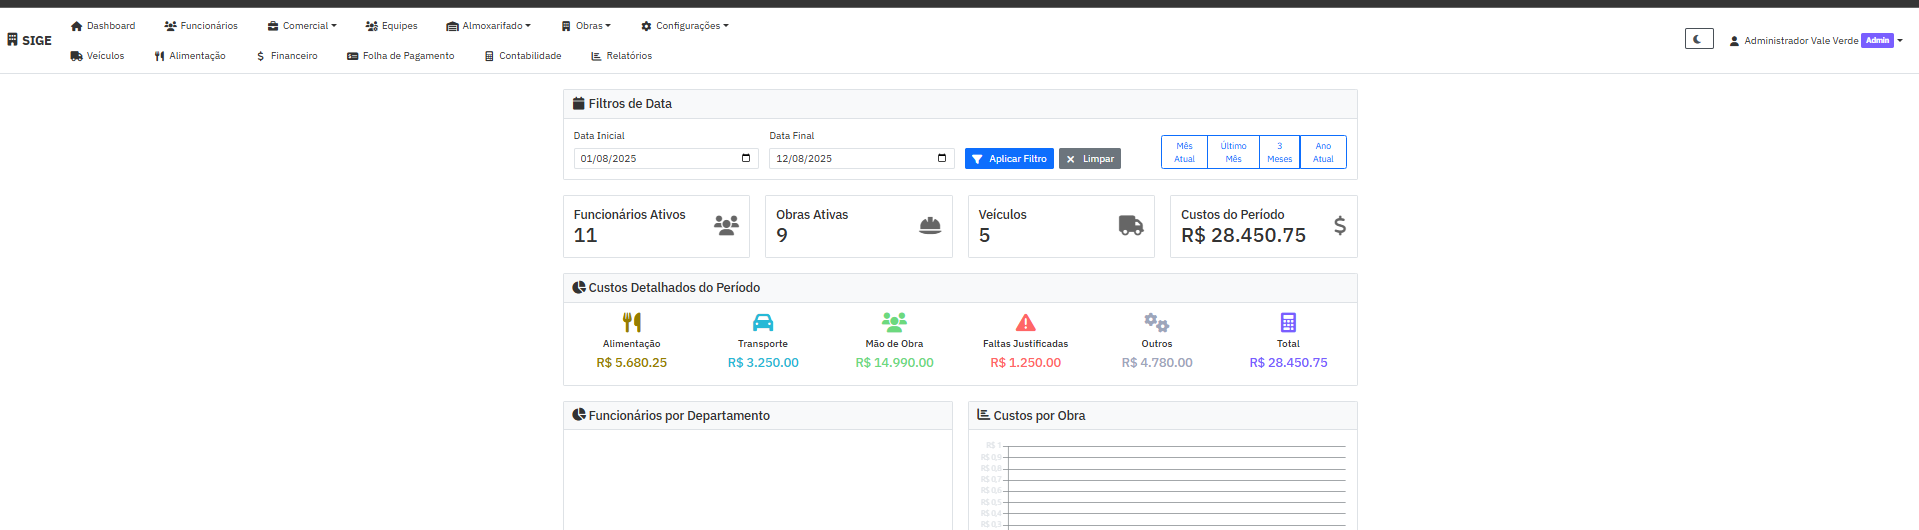 SIGE
Dashboard
Funcionários
Comercial
Equipes
Almoxarifado
Obras
Configurações
Veículos
Alimentação
Financeiro
Folha de Pagamento
Contabilidade
Relatórios
Administrador Vale Verde Admin
Filtros de Data
Data Inicial
01/08/2025
Data Final
12/08/2025
Aplicar Filtro
Limpar
Mês
Atual
Último
Mês
3
Meses
Ano
Atual
Funcionários Ativos
11
Obras Ativas
9
Veículos
5
Custos do Período
R$ 28.450.75
Custos Detalhados do Período
Alimentação
R$ 5.680.25
Transporte
R$ 3.250.00
Mão de Obra
R$ 14.990.00
Faltas Justificadas
R$ 1.250.00
Outros
R$ 4.780.00
Total
R$ 28.450.75
Funcionários por Departamento
Custos por Obra
R$ 1
R$ 0,9
R$ 0,8
R$ 0,7
R$ 0,6
R$ 0,5
R$ 0,4
R$ 0,3